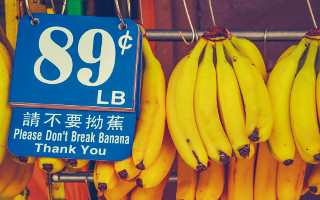 89¢
LB
請不要拗蕉
Please Don't Break Banana
Thank You